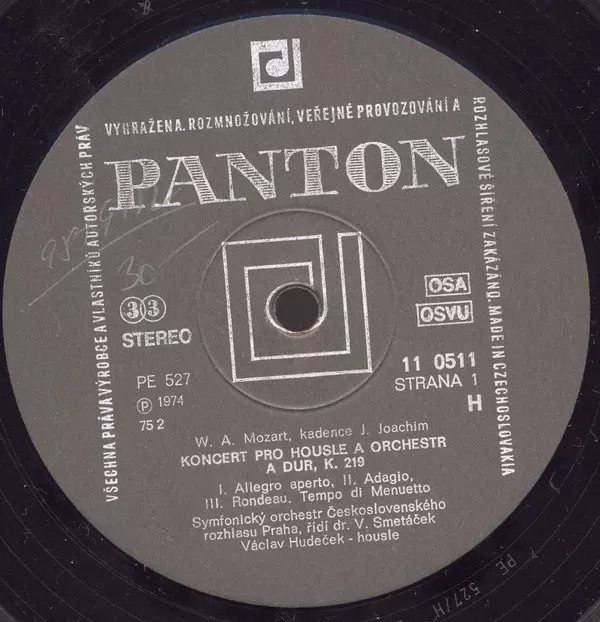 VŠECHNA PRÁVA VÝROBCE A VLASTNÍKŮ AUTORSKÝCH PRÁV
VYHRAŽENA. ROZMNOŽOVÁNÍ, VEŘEJNÉ PROVOZOVÁNÍ A
ROZHLASOVÉ ŠÍŘENÍ ZAKÁZÁNO. MADE IN CZECHOSLOVAKIA
PANTON
30
33
STEREO
OSA
OSVU
PE 527
Ⓟ 1974
75 2
11 0511
STRANA 1
H
W. A. Mozart, kadence J. Joachim
KONCERT PRO HOUSLE A ORCHESTR
A DUR, K. 219
I. Allegro aperto, II. Adagio,
III. Rondeau. Tempo di Menuetto
Symfonický orchestr Československého
rozhlasu Praha, řídí dr. V. Smetáček
Václav Hudeček - housle
PE 527/H